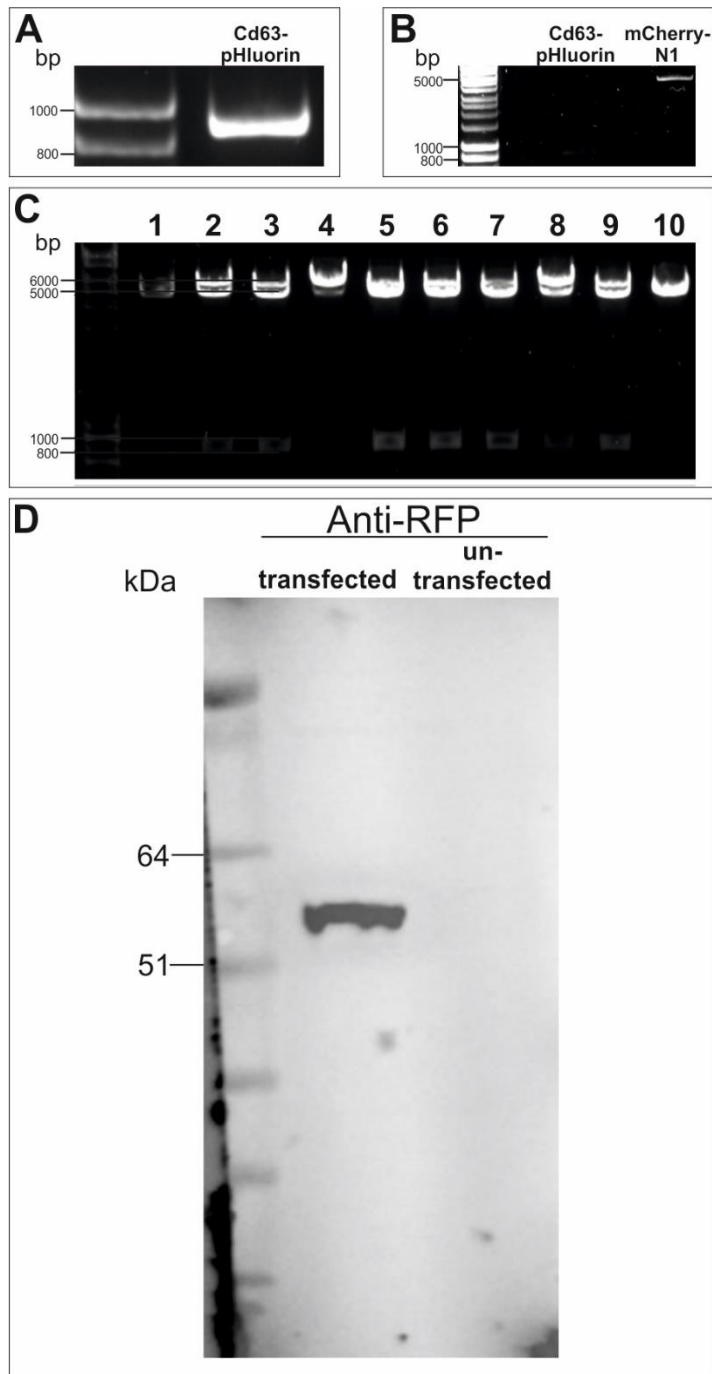 A
Cd63-
pHluorin
bp
1000
800
B
Cd63-
pHluorin
mCherry-
N1
bp
5000
1000
800
C
1 2 3 4 5 6 7 8 9 10
bp
6000
5000
1000
800
D
Anti-RFP
kDa
transfected
un-
transfected
64
51